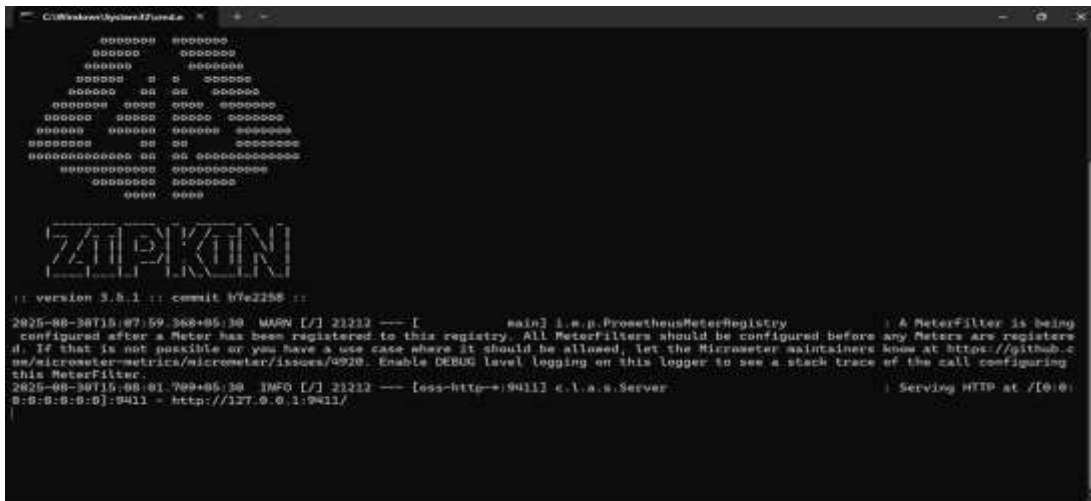 C:\Windows\System32\cmd.e
ZIPKIN
:: version 3.5.1 :: commit b7e2258 ::
2025-08-30T15:07:59.368+05:30  WARN [/] 21212 --- [           main] i.m.p.PrometheusMeterRegistry            : A MeterFilter is being
configured after a Meter has been registered to this registry. All MeterFilters should be configured before any Meters are registere
d. If that is not possible or you have a use case where it should be allowed, let the Micrometer maintainers know at https://github.c
om/micrometer-metrics/micrometer/issues/4920. Enable DEBUG level logging on this logger to see a stack trace of the call configuring
this MeterFilter.
2025-08-30T15:08:01.709+05:30  INFO [/] 21212 --- [oss-http-*:9411] c.l.a.s.Server                           : Serving HTTP at /[0:0:
0:0:0:0:0:0]:9411 - http://127.0.0.1:9411/